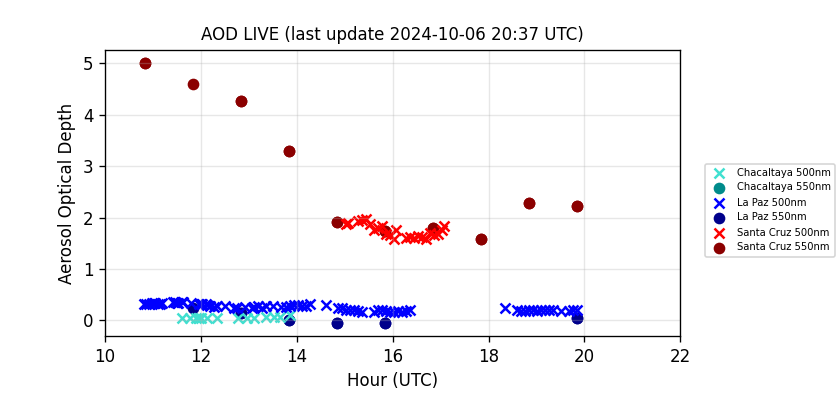 AOD LIVE (last update 2024-10-06 20:37 UTC)
Aerosol Optical Depth
5
4
3
2
1
0
10 12 14 16 18 20 22
Hour (UTC)
Chacaltaya 500nm
Chacaltaya 550nm
La Paz 500nm
La Paz 550nm
Santa Cruz 500nm
Santa Cruz 550nm